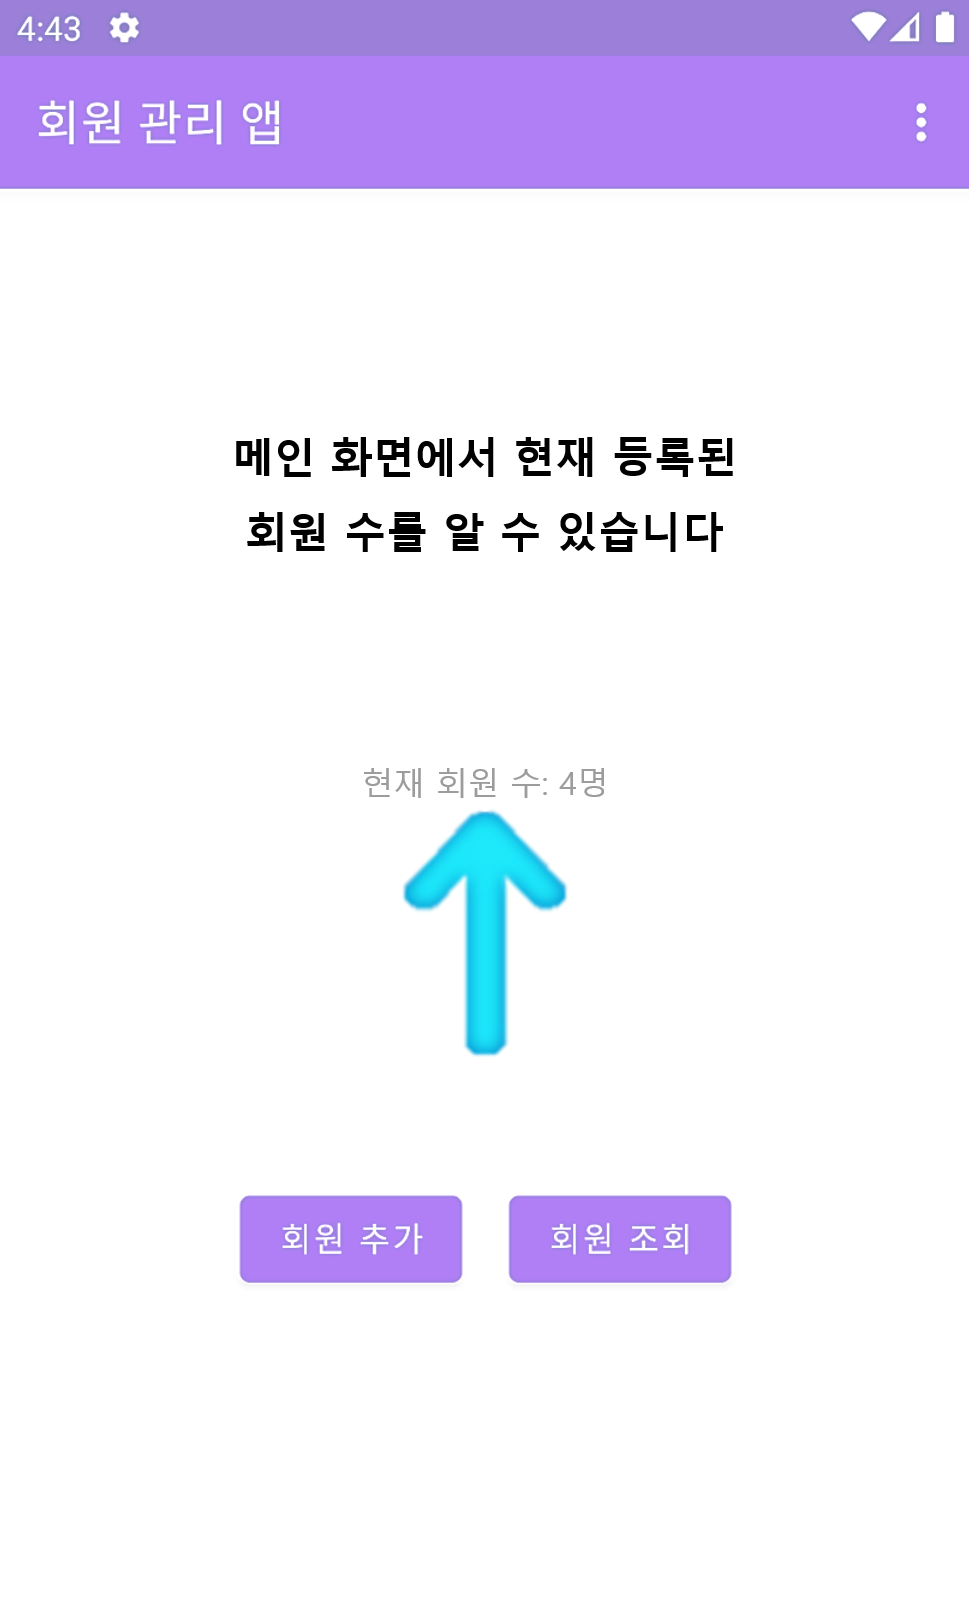 4:43
회원 관리 앱
메인 화면에서 현재 등록된
회원 수를 알 수 있습니다
현재 회원 수: 4명
회원 추가
회원 조회